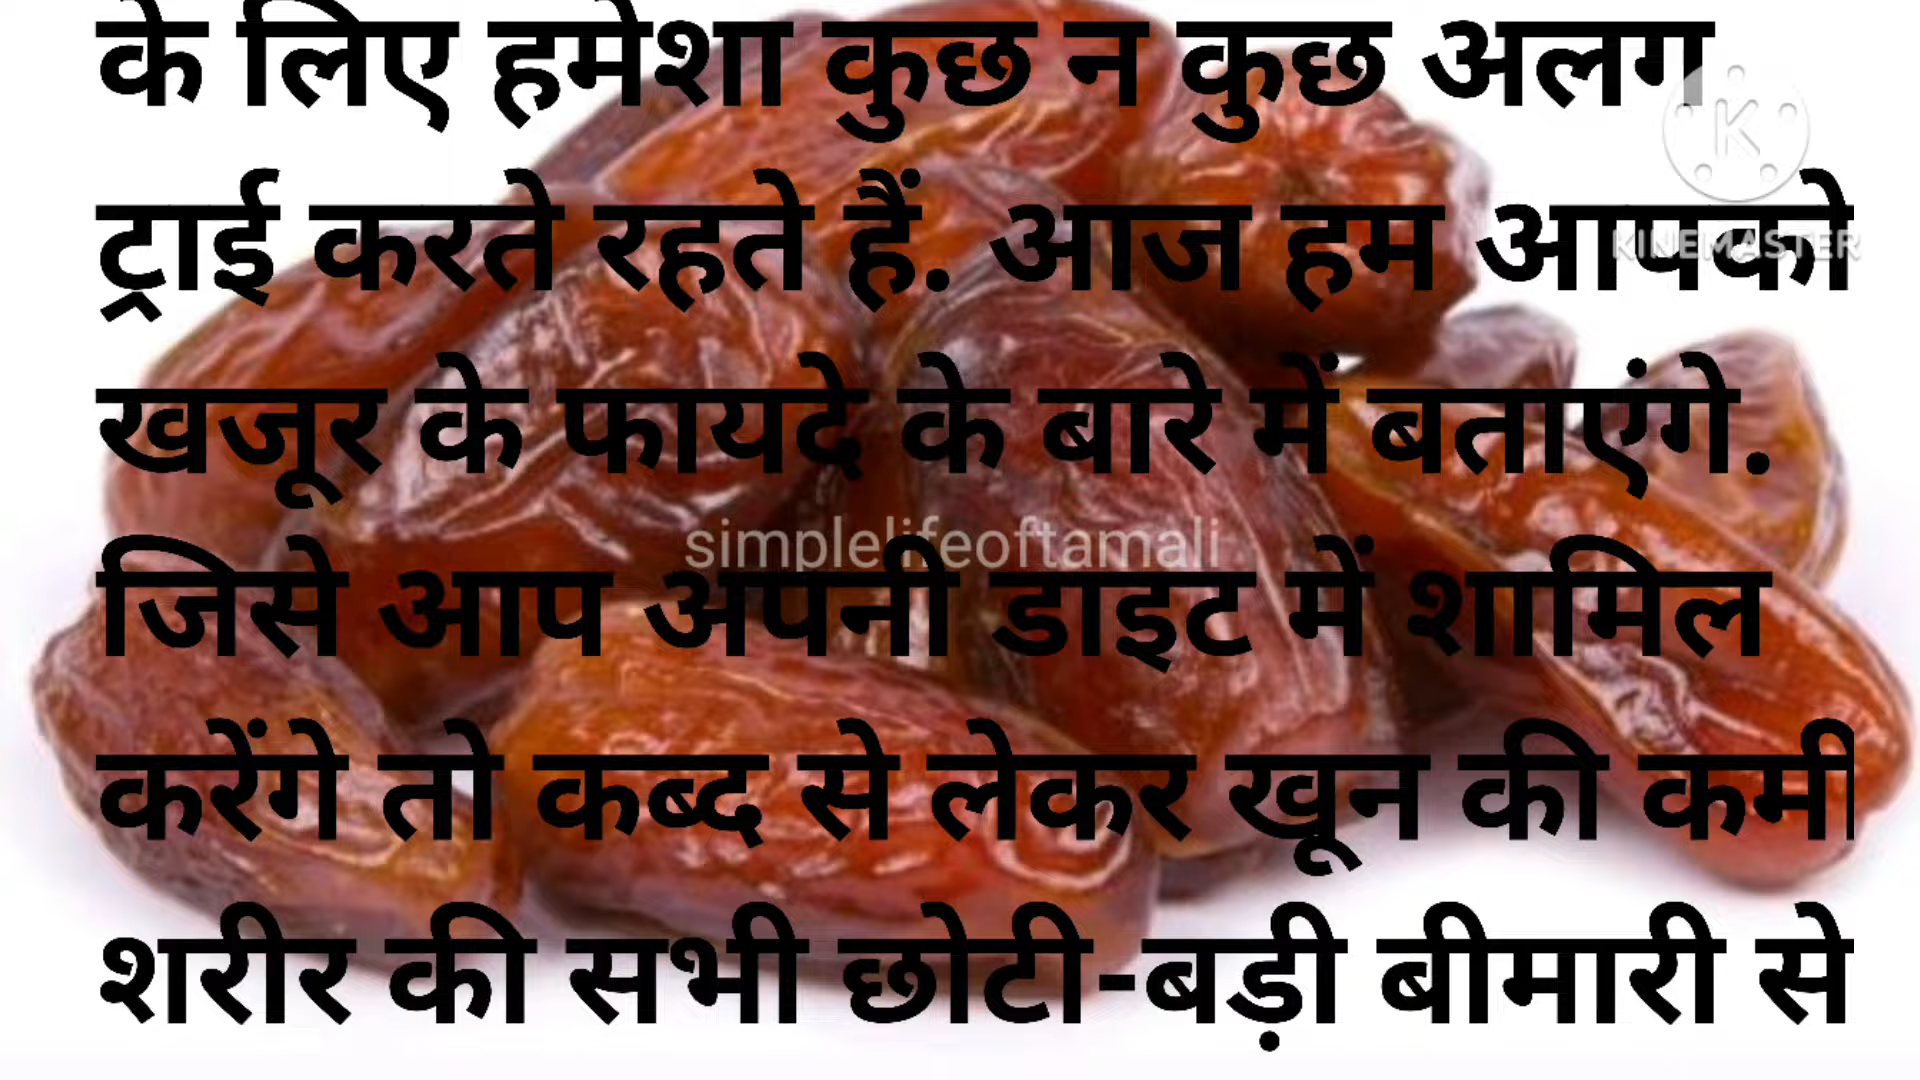 के लिए हमेशा कुछ न कुछ अलग
ट्राई करते रहते हैं. आज हम आपको
KINEMASTER
खजूर के फायदे के बारे में बताएंगे.
simplelifeoftamali
जिसे आप अपनी डाइट में शामिल
करेंगे तो कब्द से लेकर खून की कमी
शरीर की सभी छोटी-बड़ी बीमारी से